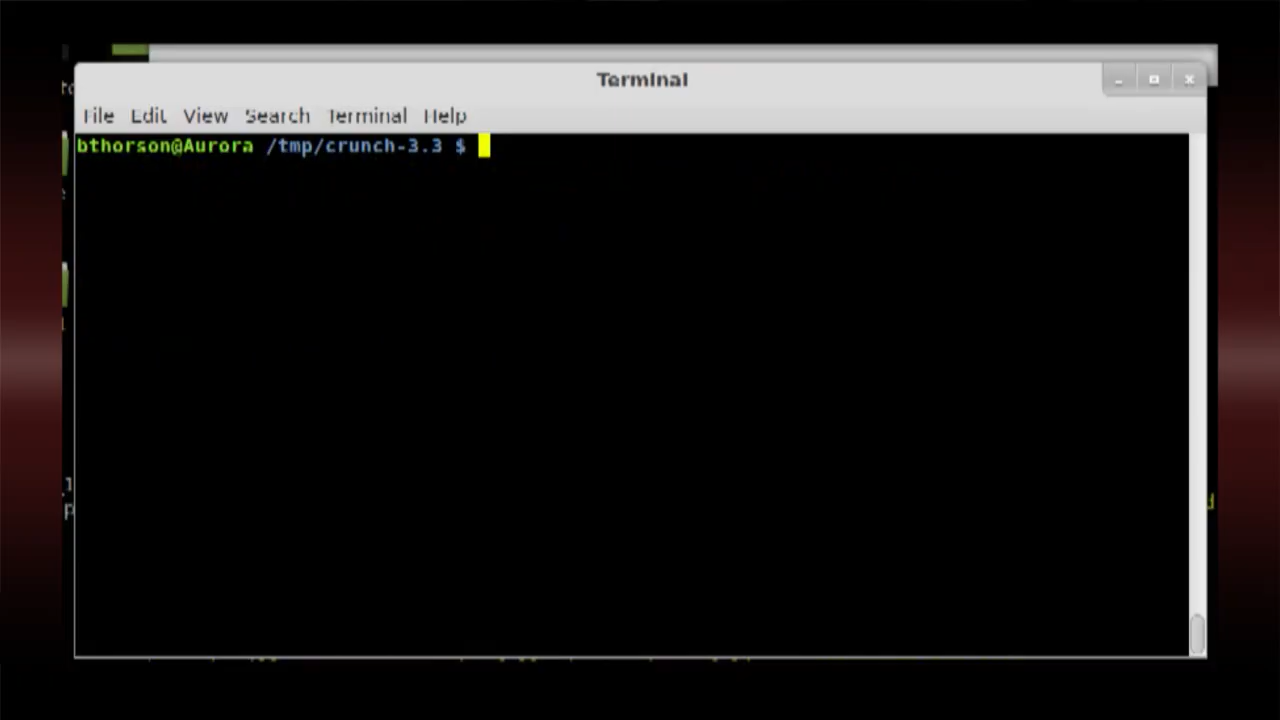 Terminal
File Edit View Search Terminal Help
bthorson@Aurora /tmp/crunch-3.3 $